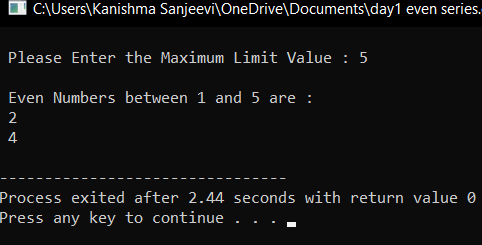 C:\Users\Kanishma Sanjeevi\OneDrive\Documents\day1 even series.
Please Enter the Maximum Limit Value : 5
Even Numbers between 1 and 5 are :
2
4
--------------------------------
Process exited after 2.44 seconds with return value 0
Press any key to continue . . .